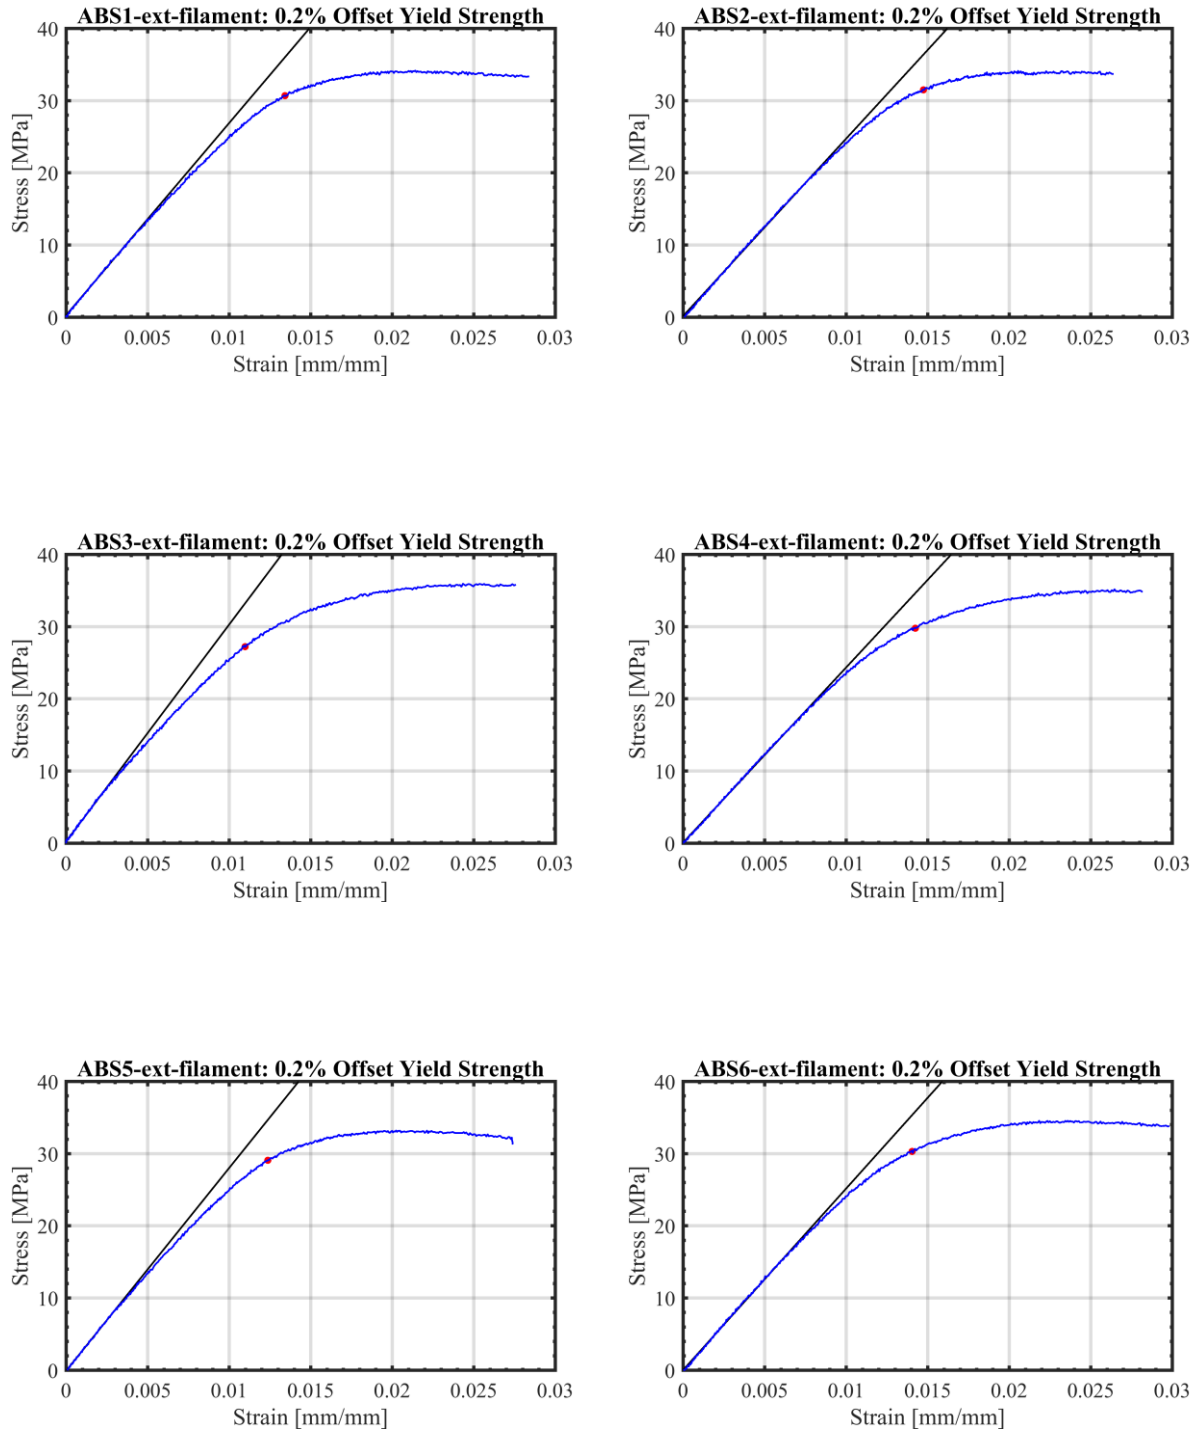 ABS1-ext-filament: 0.2% Offset Yield Strength
40
30
20
10
0
Stress [MPa]
0 0.005 0.01 0.015 0.02 0.025 0.03
Strain [mm/mm]
ABS2-ext-filament: 0.2% Offset Yield Strength
40
30
20
10
0
Stress [MPa]
0 0.005 0.01 0.015 0.02 0.025 0.03
Strain [mm/mm]
ABS3-ext-filament: 0.2% Offset Yield Strength
40
30
20
10
0
Stress [MPa]
0 0.005 0.01 0.015 0.02 0.025 0.03
Strain [mm/mm]
ABS4-ext-filament: 0.2% Offset Yield Strength
40
30
20
10
0
Stress [MPa]
0 0.005 0.01 0.015 0.02 0.025 0.03
Strain [mm/mm]
ABS5-ext-filament: 0.2% Offset Yield Strength
40
30
20
10
0
Stress [MPa]
0 0.005 0.01 0.015 0.02 0.025 0.03
Strain [mm/mm]
ABS6-ext-filament: 0.2% Offset Yield Strength
40
30
20
10
0
Stress [MPa]
0 0.005 0.01 0.015 0.02 0.025 0.03
Strain [mm/mm]